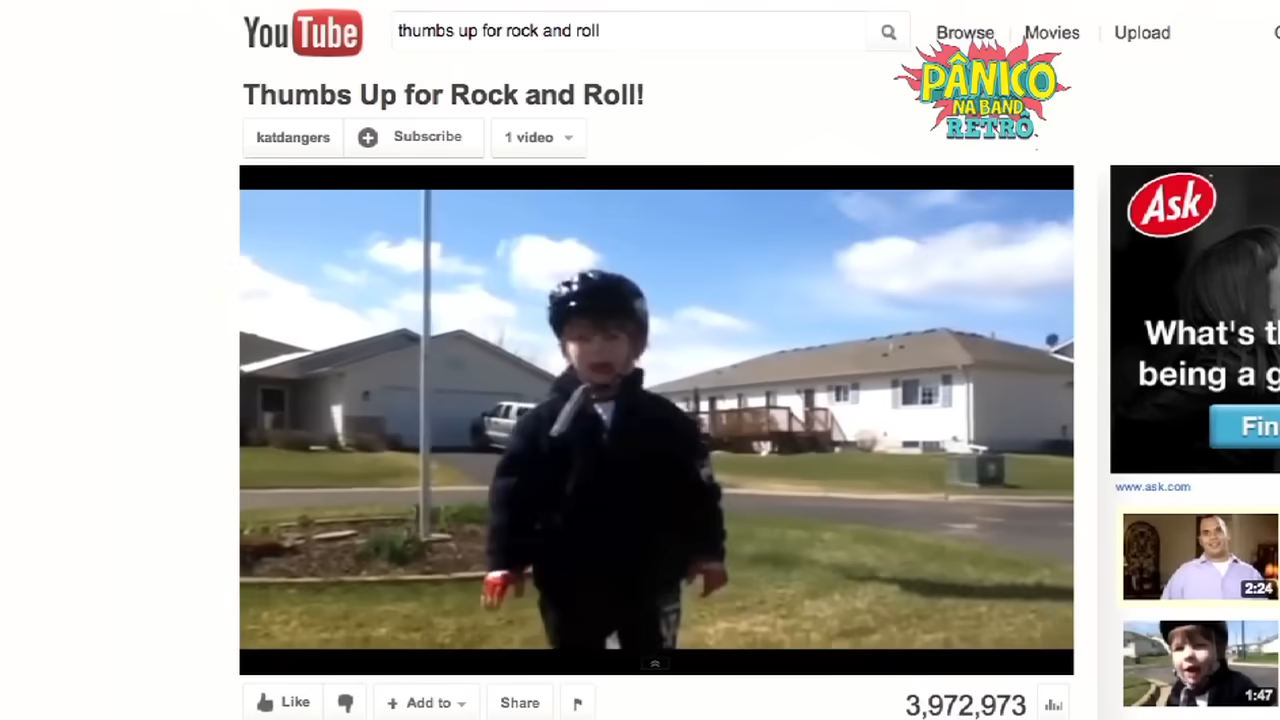 YouTube
thumbs up for rock and roll
Browse
Movies
Upload
PÂNICO
NA BAND
RETRÔ
Thumbs Up for Rock and Roll!
katdangers
Subscribe
1 video
Ask
What's t
being a g
Fin
www.ask.com
2:24
1:47
Like
+ Add to
Share
3,972,973